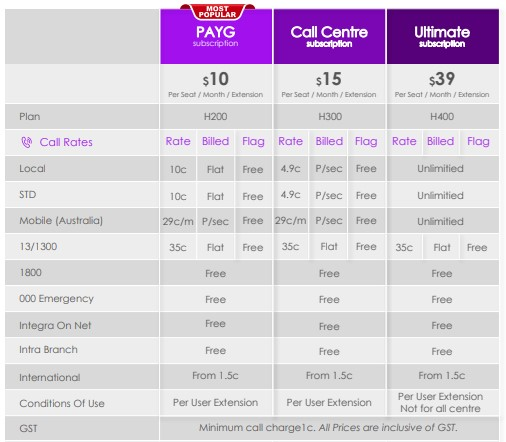 MOST
POPULAR
PAYG
subscription
Call Centre
subscription
Ultimate
subscription
$10
Per Seat / Month / Extension
$15
Per Seat / Month / Extension
$39
Per Seat / Month / Extension
Plan H200 H300 H400
Call Rates Rate Billed Flag Rate Billed Flag Rate Billed Flag
Local 10c Flat Free 4.9c P/sec Free Unlimitied
STD 10c Flat Free 4.9c P/sec Free Unlimitied
Mobile (Australia) 29c/m P/sec Free 29c/m P/sec Free Unlimitied
13/1300 35c Flat Free 35c Flat Free 35c Flat Free
1800 Free Free Free
000 Emergency Free Free Free
Integra On Net Free Free Free
Intra Branch Free Free Free
International From 1.5c From 1.5c From 1.5c
Conditions Of Use Per User Extension Per User Extension Per User Extension
Not for all centre
GST Minimum call charge1c. All Prices are inclusive of GST.